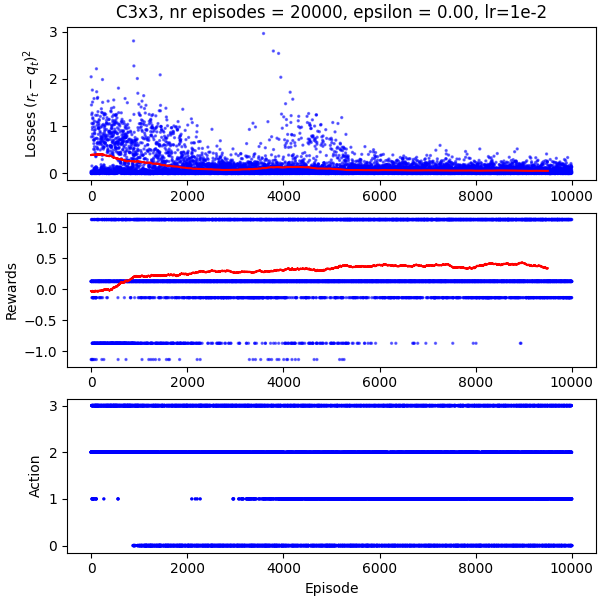 C3x3, nr episodes = 20000, epsilon = 0.00, lr=1e-2
Losses (rₜ − qₜ)²
3
2
1
0
0 2000 4000 6000 8000 10000
Rewards
1.0
0.5
0.0
−0.5
−1.0
0 2000 4000 6000 8000 10000
Action
3
2
1
0
0 2000 4000 6000 8000 10000
Episode